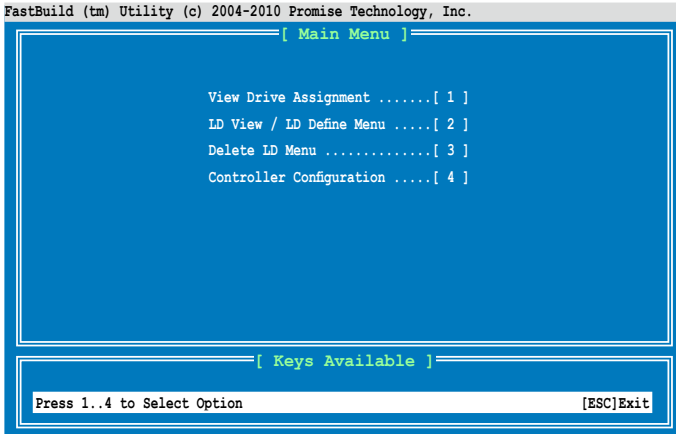 FastBuild (tm) Utility (c) 2004-2010 Promise Technology, Inc.
[ Main Menu ]
View Drive Assignment .......[ 1 ]
LD View / LD Define Menu .....[ 2 ]
Delete LD Menu ..............[ 3 ]
Controller Configuration .....[ 4 ]
[ Keys Available ]
Press 1..4 to Select Option [ESC]Exit